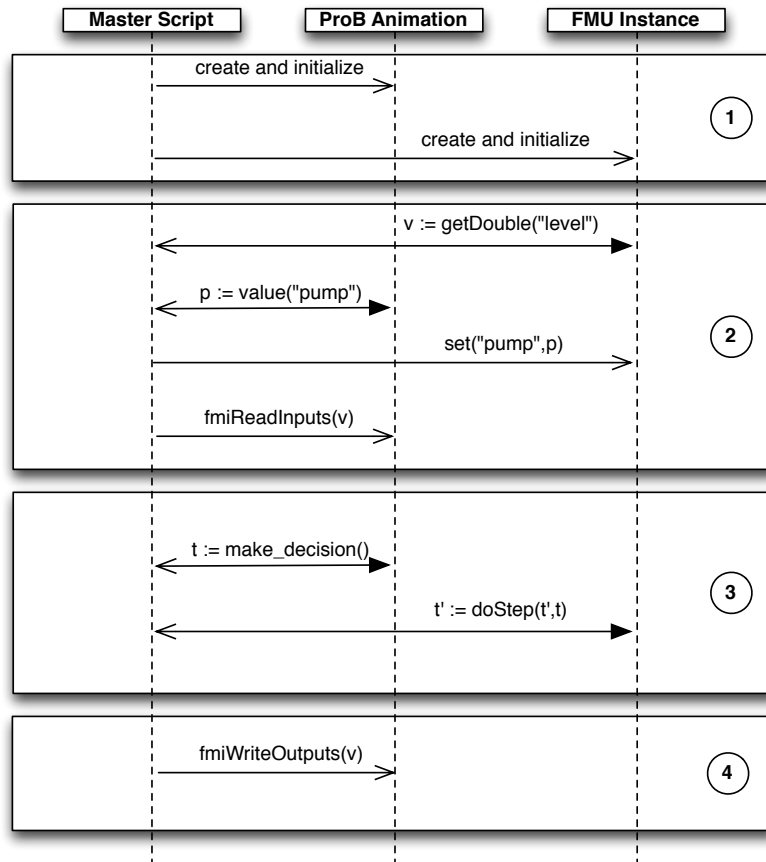 Master Script
ProB Animation
FMU Instance
create and initialize
1
create and initialize
v := getDouble("level")
p := value("pump")
2
set("pump",p)
fmiReadInputs(v)
t := make_decision()
3
t' := doStep(t',t)
fmiWriteOutputs(v)
4